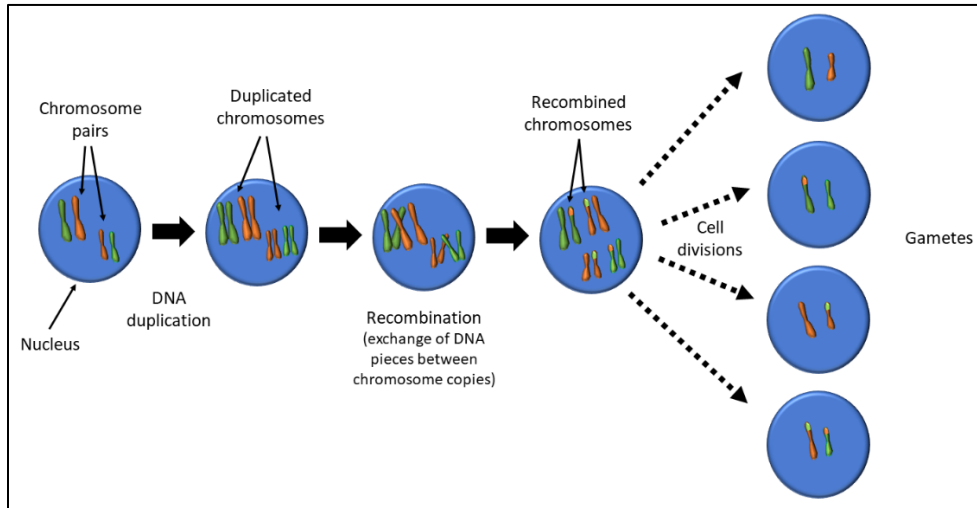 Chromosome
pairs
Duplicated
chromosomes
Recombined
chromosomes
Cell
divisions
Gametes
DNA
duplication
Nucleus
Recombination
(exchange of DNA
pieces between
chromosome copies)